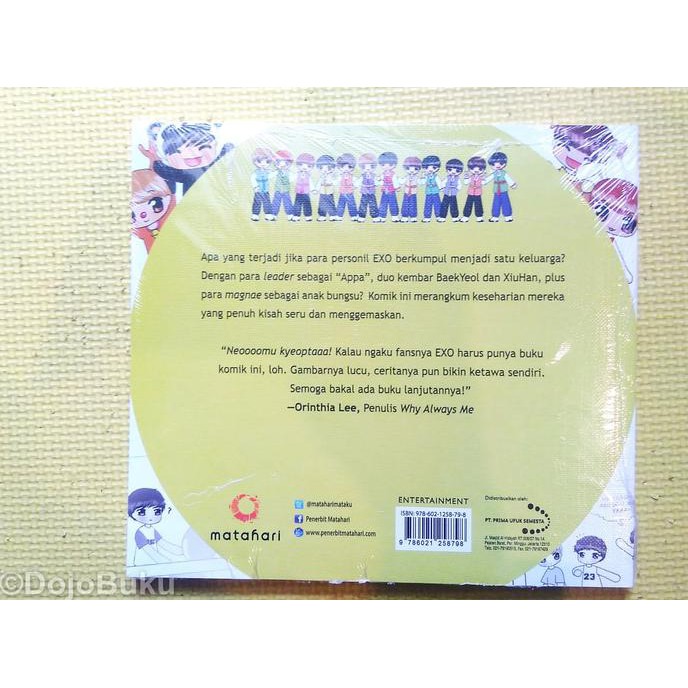 Apa yang terjadi jika para personil EXO berkumpul menjadi satu keluarga?
Dengan para leader sebagai “Appa”, duo kembar BaekYeol dan XiuHan, plus
para magnae sebagai anak bungsu? Komik ini merangkum keseharian mereka
yang penuh kisah seru dan menggemaskan.
“Neoooomu kyeoptaaa! Kalau ngaku fansnya EXO harus punya buku
komik ini, loh. Gambarnya lucu, ceritanya pun bikin ketawa sendiri.
Semoga bakal ada buku lanjutannya!”
—Orinthia Lee, Penulis Why Always Me
matahari
@mataharimataku
Penerbit Matahari
www.penerbitmatahari.com
ENTERTAINMENT
ISBN: 978-602-1258-79-8
9 786021 258798
Didistribusikan oleh:
PT. PRIMA UFUK SEMESTA
?
23
©DojoBuku